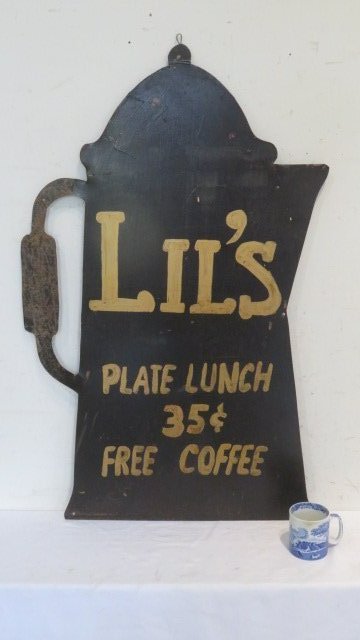 LIL'S
PLATE LUNCH
35¢
FREE COFFEE